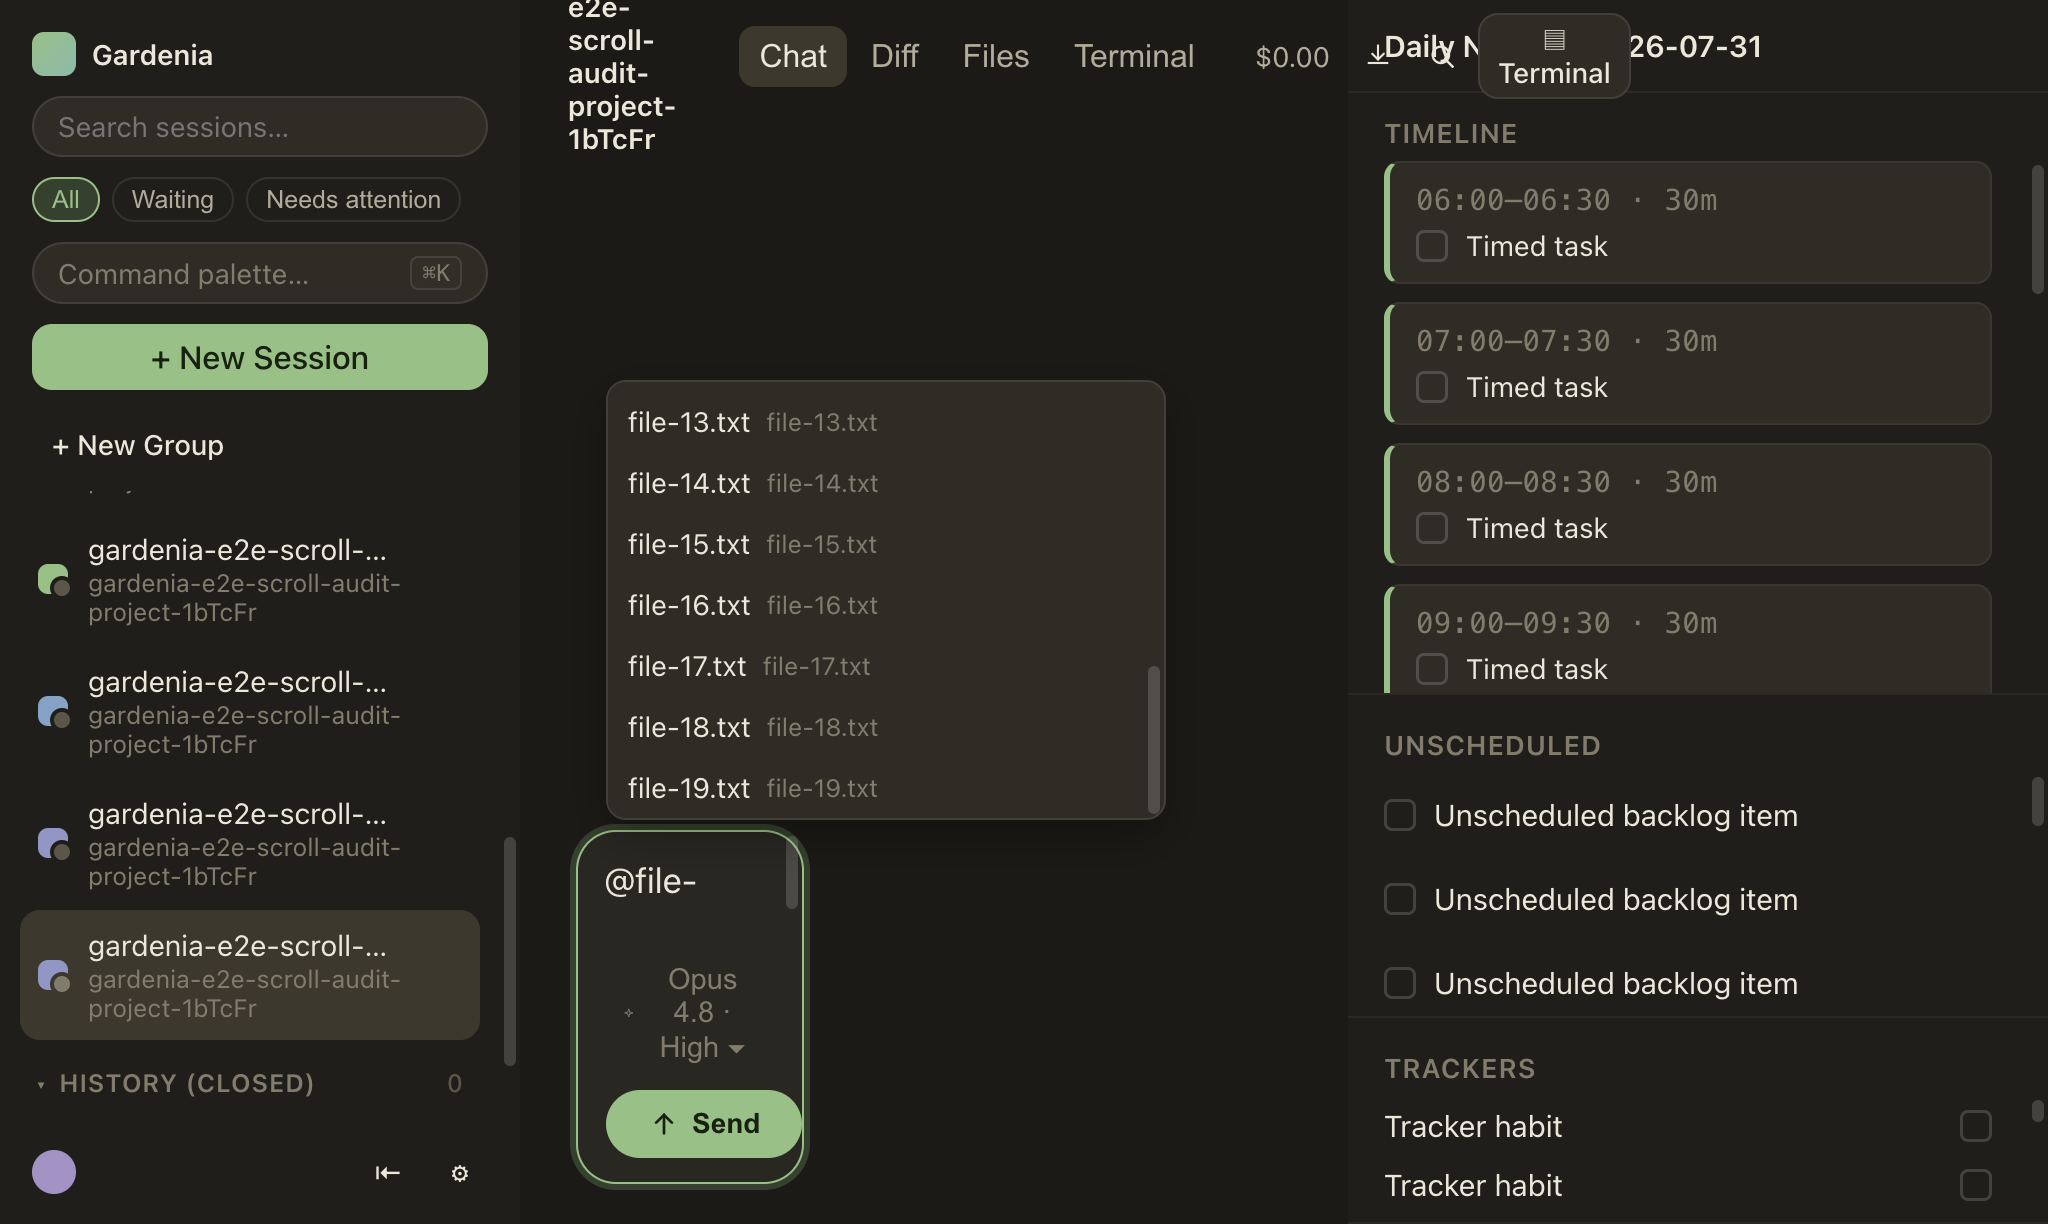 Gardenia
Search sessions...
All
Waiting
Needs attention
Command palette...
⌘K
+ New Session
+ New Group
gardenia-e2e-scroll-...
gardenia-e2e-scroll-audit-
project-1bTcFr
gardenia-e2e-scroll-...
gardenia-e2e-scroll-audit-
project-1bTcFr
gardenia-e2e-scroll-...
gardenia-e2e-scroll-audit-
project-1bTcFr
gardenia-e2e-scroll-...
gardenia-e2e-scroll-audit-
project-1bTcFr
HISTORY (CLOSED)
0
e2e-
scroll-
audit-
project-
1bTcFr
Chat
Diff
Files
Terminal
$0.00
file-13.txt file-13.txt
file-14.txt file-14.txt
file-15.txt file-15.txt
file-16.txt file-16.txt
file-17.txt file-17.txt
file-18.txt file-18.txt
file-19.txt file-19.txt
@file-
Opus
4.8 ·
High
↑ Send
Daily
26-07-31
Terminal
TIMELINE
06:00–06:30 · 30m
Timed task
07:00–07:30 · 30m
Timed task
08:00–08:30 · 30m
Timed task
09:00–09:30 · 30m
Timed task
UNSCHEDULED
Unscheduled backlog item
Unscheduled backlog item
Unscheduled backlog item
TRACKERS
Tracker habit
Tracker habit